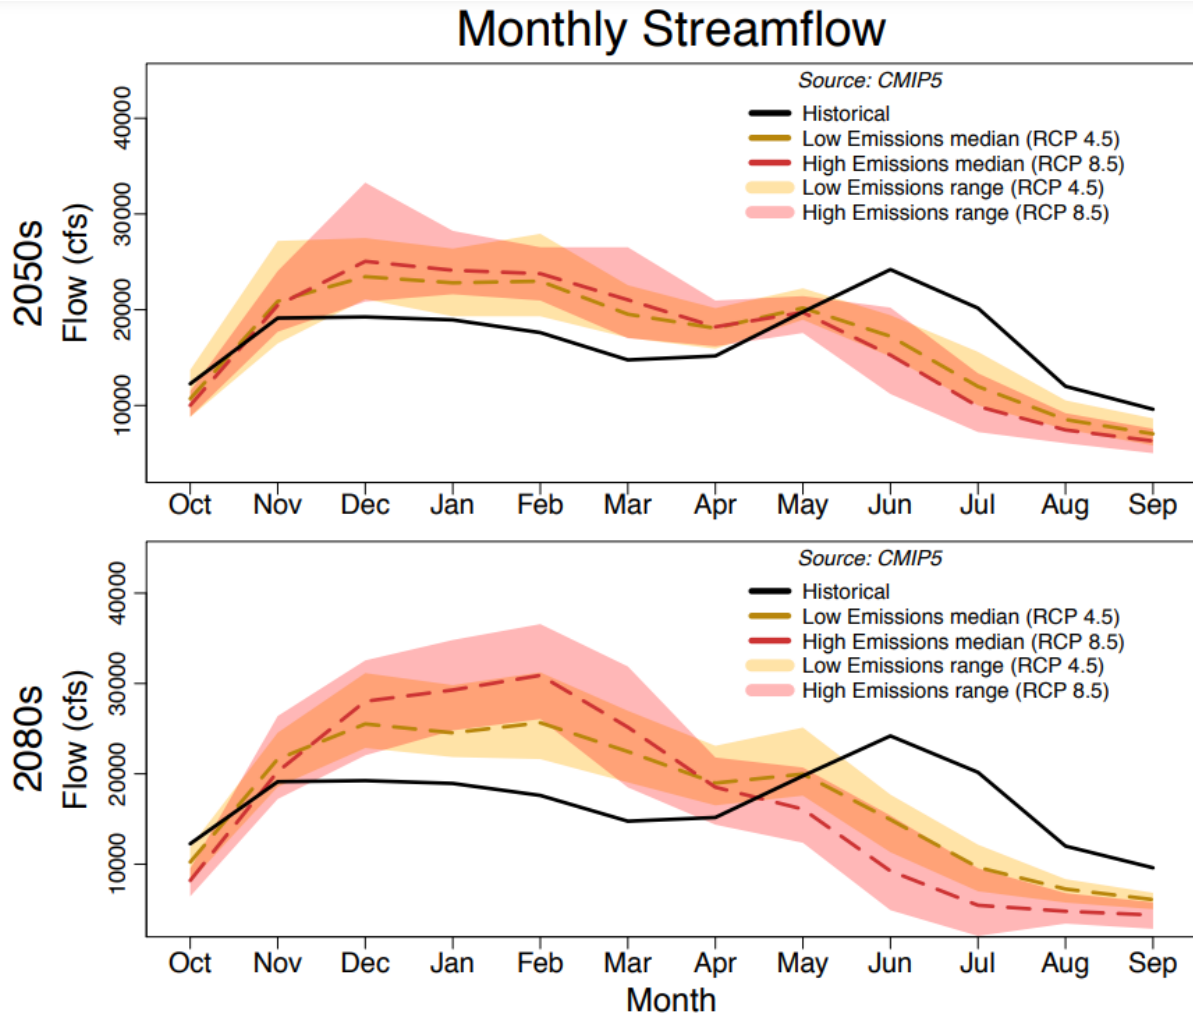 Monthly Streamflow
2050s
Flow (cfs)
40000
30000
20000
10000
Source: CMIP5
Historical
Low Emissions median (RCP 4.5)
High Emissions median (RCP 8.5)
Low Emissions range (RCP 4.5)
High Emissions range (RCP 8.5)
Oct Nov Dec Jan Feb Mar Apr May Jun Jul Aug Sep
2080s
Flow (cfs)
40000
30000
20000
10000
Source: CMIP5
Historical
Low Emissions median (RCP 4.5)
High Emissions median (RCP 8.5)
Low Emissions range (RCP 4.5)
High Emissions range (RCP 8.5)
Oct Nov Dec Jan Feb Mar Apr May Jun Jul Aug Sep
Month